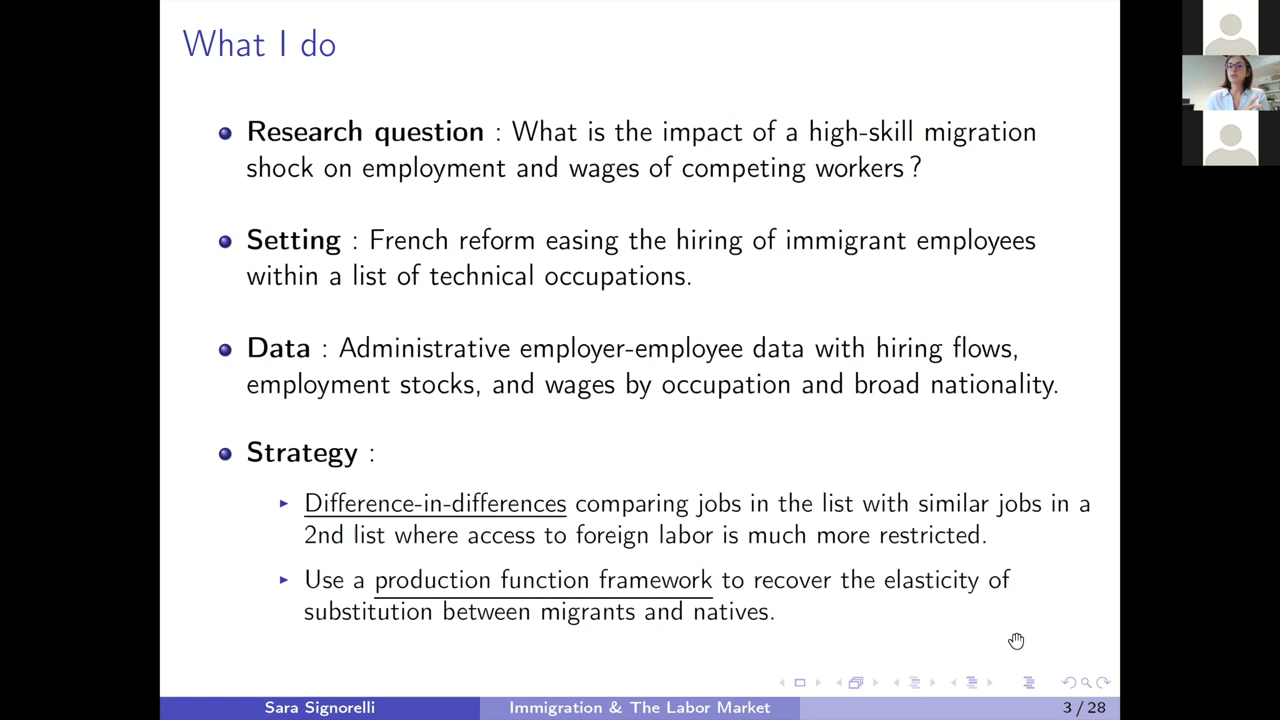 What I do
Research question : What is the impact of a high-skill migration
shock on employment and wages of competing workers ?
Setting : French reform easing the hiring of immigrant employees
within a list of technical occupations.
Data : Administrative employer-employee data with hiring flows,
employment stocks, and wages by occupation and broad nationality.
Strategy :
Difference-in-differences comparing jobs in the list with similar jobs in a
2nd list where access to foreign labor is much more restricted.
Use a production function framework to recover the elasticity of
substitution between migrants and natives.
Sara Signorelli
Immigration & The Labor Market
3 / 28